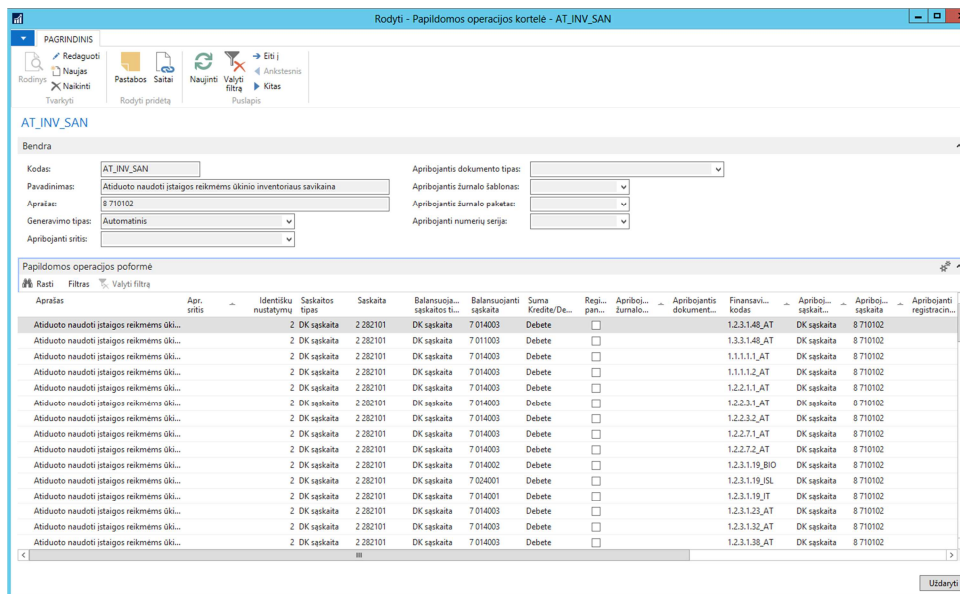 Rodyti - Papildomos operacijos kortelė - AT_INV_SAN
PAGRINDINIS
Rodinys
Redaguoti
Naujas
Naikinti
Tvarkyti
Pastabos
Saitai
Rodyti pridėtą
Naujinti
Valyti filtrą
Eiti į
Ankstesnis
Kitas
Puslapis
AT_INV_SAN
Bendra
Kodas: AT_INV_SAN
Pavadinimas: Atiduoto naudoti įstaigos reikmėms ūkinio inventoriaus savikaina
Aprašas: 8 710102
Generavimo tipas: Automatinis
Apribojanti sritis:
Apribojantis dokumento tipas:
Apribojantis žurnalo šablonas:
Apribojantis žurnalo paketas:
Apribojanti numerių serija:
Papildomos operacijos poformė
Rasti Filtras Valyti filtrą
Aprašas Apr. sritis Identišku nustatymų Sąskaitos tipas Saskaita Balansuoja... sąskaitos ti... Balansuojanti sąskaita Suma Kredite/De... Regi... pan... Apriboj... žurnalo... Apribojantis dokument... Finansavi... kodas Apriboj... sąskait... Apriboj... sąskaita Apribojanti registracin...
Atiduoto naudoti įstaigos reikmėms ūki... 2 DK sąskaita 2 282101 DK sąskaita 7 014003 Debete 1.2.3.1.48_AT DK sąskaita 8 710102
Atiduoto naudoti įstaigos reikmėms ūki... 2 DK sąskaita 2 282101 DK sąskaita 7 011003 Debete 1.3.3.1.48_AT DK sąskaita 8 710102
Atiduoto naudoti įstaigos reikmėms ūki... 2 DK sąskaita 2 282101 DK sąskaita 7 014003 Debete 1.1.1.1.1_AT DK sąskaita 8 710102
Atiduoto naudoti įstaigos reikmėms ūki... 2 DK sąskaita 2 282101 DK sąskaita 7 014003 Debete 1.1.1.1.2_AT DK sąskaita 8 710102
Atiduoto naudoti įstaigos reikmėms ūki... 2 DK sąskaita 2 282101 DK sąskaita 7 014003 Debete 1.2.2.1.1_AT DK sąskaita 8 710102
Atiduoto naudoti įstaigos reikmėms ūki... 2 DK sąskaita 2 282101 DK sąskaita 7 014003 Debete 1.2.2.3.1_AT DK sąskaita 8 710102
Atiduoto naudoti įstaigos reikmėms ūki... 2 DK sąskaita 2 282101 DK sąskaita 7 014003 Debete 1.2.2.3.2_AT DK sąskaita 8 710102
Atiduoto naudoti įstaigos reikmėms ūki... 2 DK sąskaita 2 282101 DK sąskaita 7 014003 Debete 1.2.2.7.1_AT DK sąskaita 8 710102
Atiduoto naudoti įstaigos reikmėms ūki... 2 DK sąskaita 2 282101 DK sąskaita 7 014003 Debete 1.2.2.7.2_AT DK sąskaita 8 710102
Atiduoto naudoti įstaigos reikmėms ūki... 2 DK sąskaita 2 282101 DK sąskaita 7 014002 Debete 1.2.3.1.19_BIO DK sąskaita 8 710102
Atiduoto naudoti įstaigos reikmėms ūki... 2 DK sąskaita 2 282101 DK sąskaita 7 024001 Debete 1.2.3.1.19_ISL DK sąskaita 8 710102
Atiduoto naudoti įstaigos reikmėms ūki... 2 DK sąskaita 2 282101 DK sąskaita 7 014001 Debete 1.2.3.1.19_IT DK sąskaita 8 710102
Atiduoto naudoti įstaigos reikmėms ūki... 2 DK sąskaita 2 282101 DK sąskaita 7 014003 Debete 1.2.3.1.23_AT DK sąskaita 8 710102
Atiduoto naudoti įstaigos reikmėms ūki... 2 DK sąskaita 2 282101 DK sąskaita 7 014003 Debete 1.2.3.1.32_AT DK sąskaita 8 710102
Atiduoto naudoti įstaigos reikmėms ūki... 2 DK sąskaita 2 282101 DK sąskaita 7 014003 Debete 1.2.3.1.38_AT DK sąskaita 8 710102
Uždaryti